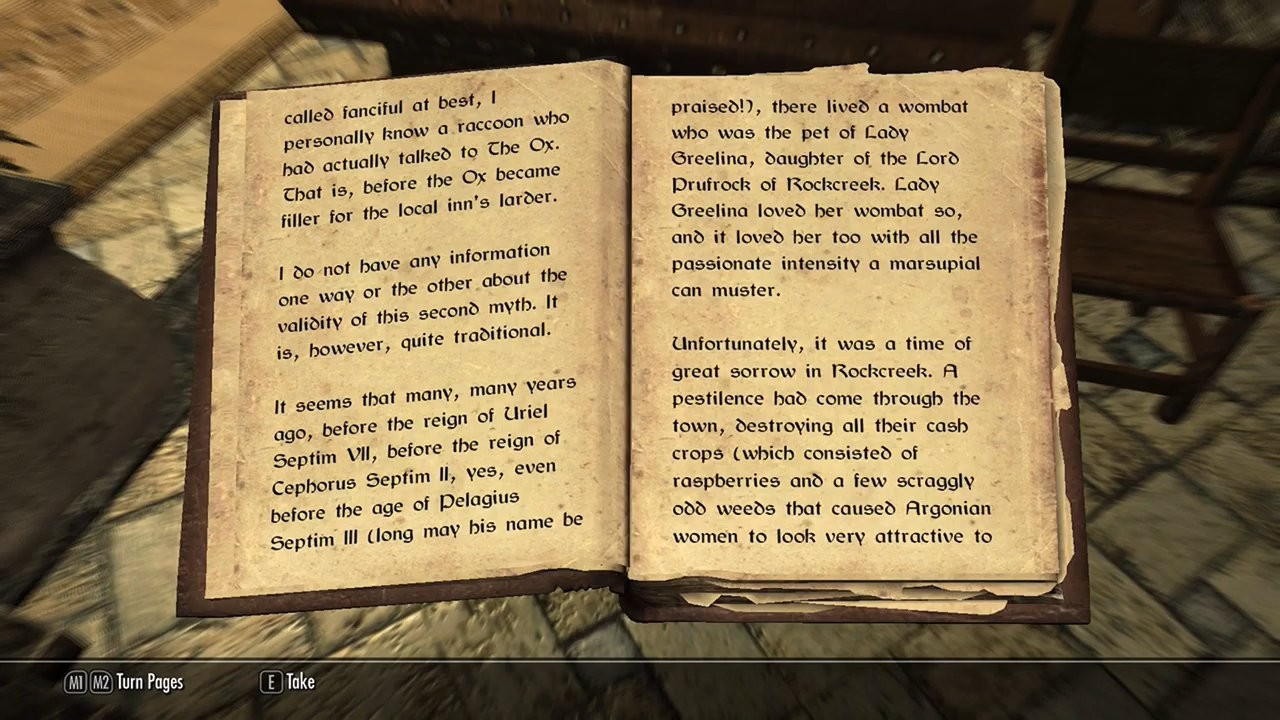 called fanciful at best, I
personally know a raccoon who
had actually talked to The Ox.
That is, before the Ox became
filler for the local inn's larder.
I do not have any information
one way or the other about the
validity of this second myth. It
is, however, quite traditional.
It seems that many, many years
ago, before the reign of Uriel
Septim VII, before the reign of
Cephorus Septim II, yes, even
before the age of Pelagius
Septim III (long may his name be
praised!), there lived a wombat
who was the pet of Lady
Greelina, daughter of the Lord
Prufrock of Rockcreek. Lady
Greelina loved her wombat so,
and it loved her too with all the
passionate intensity a marsupial
can muster.
Unfortunately, it was a time of
great sorrow in Rockcreek. A
pestilence had come through the
town, destroying all their cash
crops (which consisted of
raspberries and a few scraggly
odd weeds that caused Argonian
women to look very attractive to
M1 M2 Turn Pages
E Take